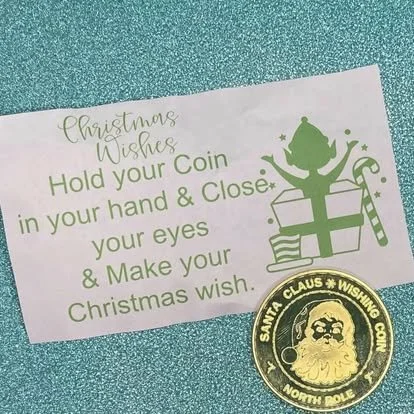 Christmas
Wishes
Hold your Coin
in your hand & Close
your eyes
& Make your
Christmas wish.
SANTA CLAUS ✻ WISHING COIN
NORTH POLE